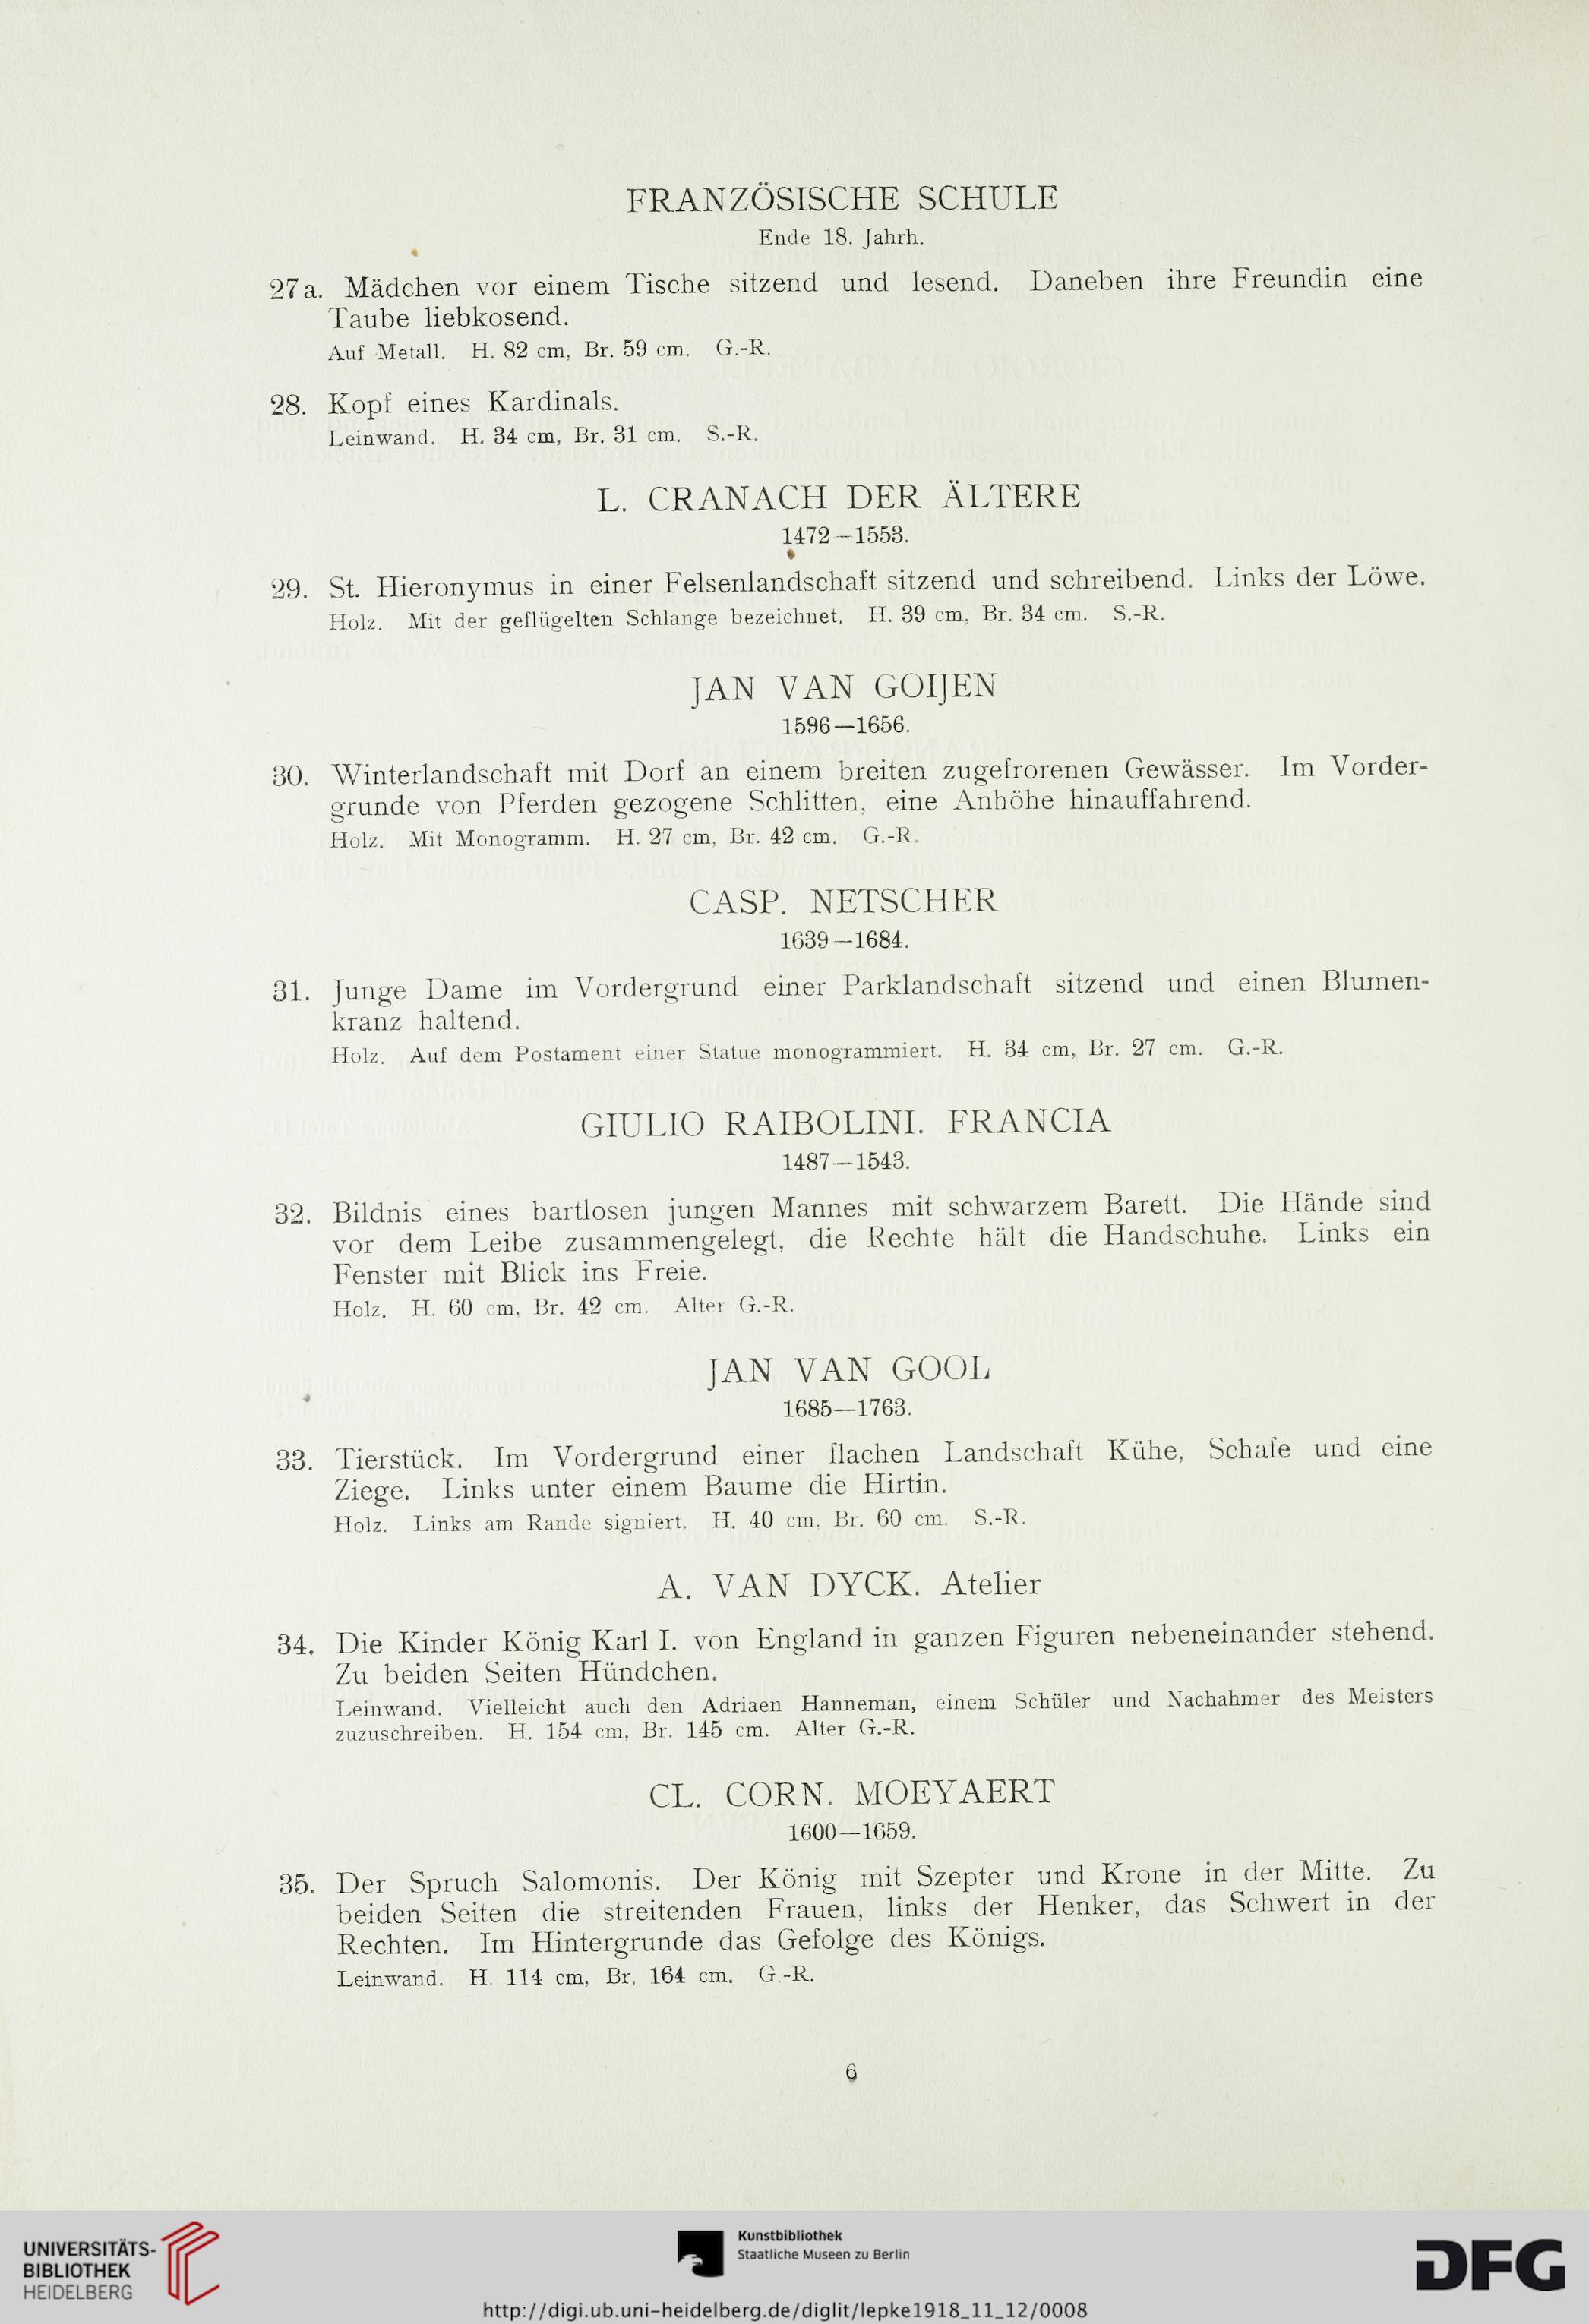 FRANZÖSISCHE SCHULE
Ende 18. Jahrh.
27a. Mädchen vor einem Tische sitzend und lesend. Daneben ihre Freundin eine
Taube liebkosend.
Auf Metall. H. 82 cm, Br. 59 cm. G.-R.
28. Kopf eines Kardinals.
Leinwand. H. 34 cm, Br. 31 cm. S.-R.
L. CRANACH DER ÄLTERE
1472—1553.
29. St. Hieronymus in einer Felsenlandschaft sitzend und schreibend. Links der Löwe.
Holz. Mit der geflügelten Schlange bezeichnet. H. 39 cm, Br. 34 cm. S.-R.
JAN VAN GOIJEN
1596—1656.
30. Winterlandschaft mit Dorf an einem breiten zugefrorenen Gewässer. Im Vorder-
grunde von Pferden gezogene Schlitten, eine Anhöhe hinauffahrend.
Holz. Mit Monogramm. H. 27 cm, Br. 42 cm. G.-R.
CASP. NETSCHER
1639—1684.
31. Junge Dame im Vordergrund einer Parklandschaft sitzend und einen Blumen-
kranz haltend.
Holz. Auf dem Postament einer Statue monogrammiert. H. 34 cm, Br. 27 cm. G.-R.
GIULIO RAIBOLINI. FRANCIA
1487—1543.
32. Bildnis eines bartlosen jungen Mannes mit schwarzem Barett. Die Hände sind
vor dem Leibe zusammengelegt, die Rechte hält die Handschuhe. Links ein
Fenster mit Blick ins Freie.
Holz. H. 60 cm, Br. 42 cm. Alter G.-R.
JAN VAN GOOL
1685—1763.
33. Tierstück. Im Vordergrund einer flachen Landschaft Kühe, Schafe und eine
Ziege. Links unter einem Baume die Hirtin.
Holz. Links am Rande signiert. H. 40 cm, Br. 60 cm. S.-R.
A. VAN DYCK. Atelier
34. Die Kinder König Karl I. von England in ganzen Figuren nebeneinander stehend.
Zu beiden Seiten Hündchen.
Leinwand. Vielleicht auch den Adriaen Hanneman, einem Schüler und Nachahmer des Meisters
zuzuschreiben. H. 154 cm, Br. 145 cm. Alter G.-R.
CL. CORN. MOEYAERT
1600—1659.
35. Der Spruch Salomonis. Der König mit Szepter und Krone in der Mitte. Zu
beiden Seiten die streitenden Frauen, links der Henker, das Schwert in der
Rechten. Im Hintergrunde das Gefolge des Königs.
Leinwand. H. 114 cm, Br. 164 cm. G.-R.
6
UNIVERSITÄTS-
BIBLIOTHEK
HEIDELBERG
Kunstbibliothek
Staatliche Museen zu Berlin
DFG
http://digi.ub.uni-heidelberg.de/diglit/lepke1918_11_12/0008